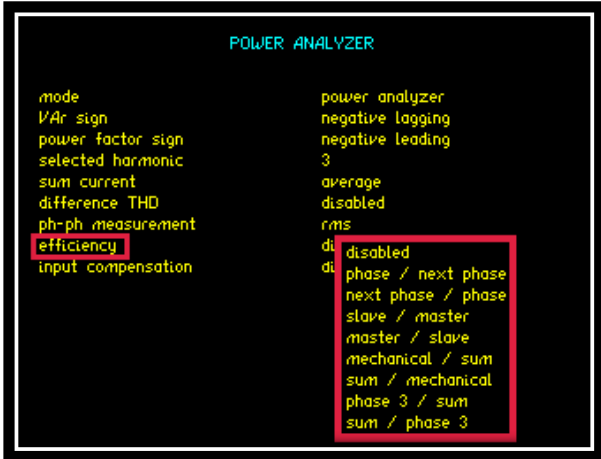 POWER ANALYZER
mode power analyzer
VAr sign negative lagging
power factor sign negative leading
selected harmonic 3
sum current average
difference THD disabled
ph-ph measurement rms
efficiency di
input compensation di
disabled
phase / next phase
next phase / phase
slave / master
master / slave
mechanical / sum
sum / mechanical
phase 3 / sum
sum / phase 3